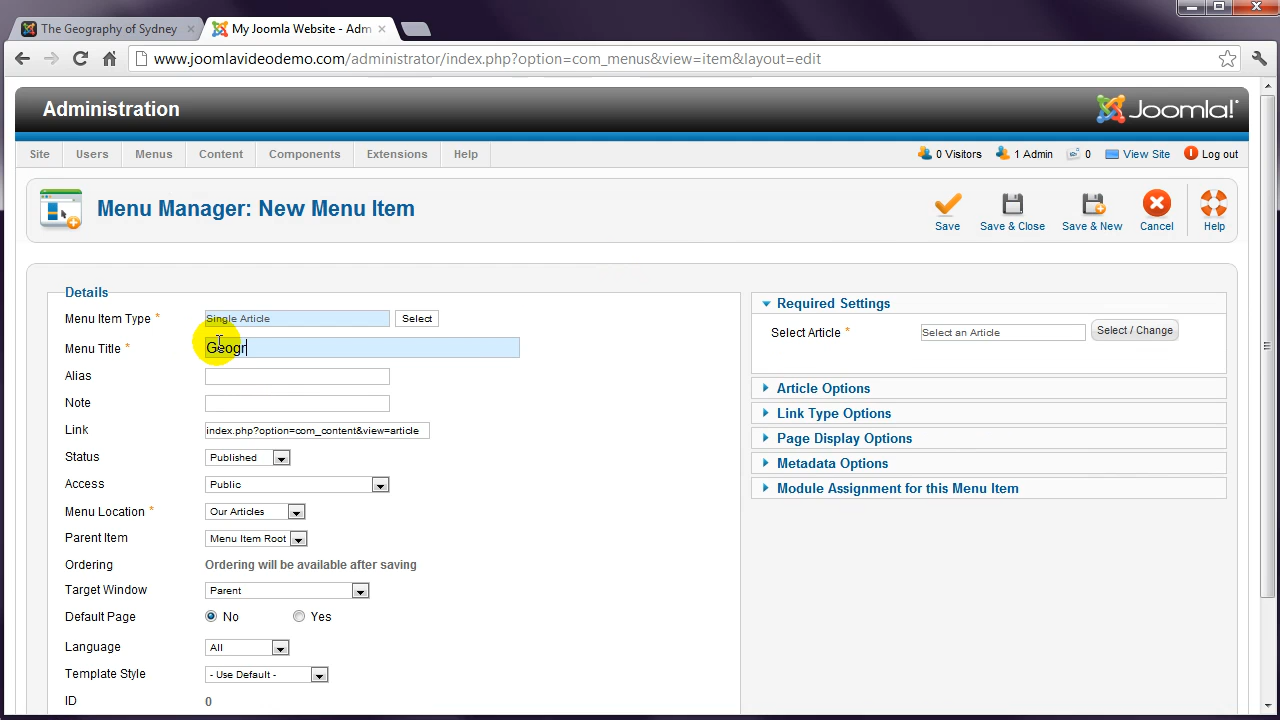 The Geography of Sydney
My Joomla Website - Adm
www.joomlavideodemo.com/administrator/index.php?option=com_menus&view=item&layout=edit
Administration
Joomla!
Site Users Menus Content Components Extensions Help
0 Visitors 1 Admin 0 View Site Log out
Menu Manager: New Menu Item
Save Save & Close Save & New Cancel Help
Details
Menu Item Type * Single Article Select
Menu Title * Geogr
Alias
Note
Link index.php?option=com_content&view=article
Status Published
Access Public
Menu Location * Our Articles
Parent Item Menu Item Root
Ordering Ordering will be available after saving
Target Window Parent
Default Page No Yes
Language All
Template Style - Use Default -
ID 0
Required Settings
Select Article * Select an Article Select / Change
Article Options
Link Type Options
Page Display Options
Metadata Options
Module Assignment for this Menu Item